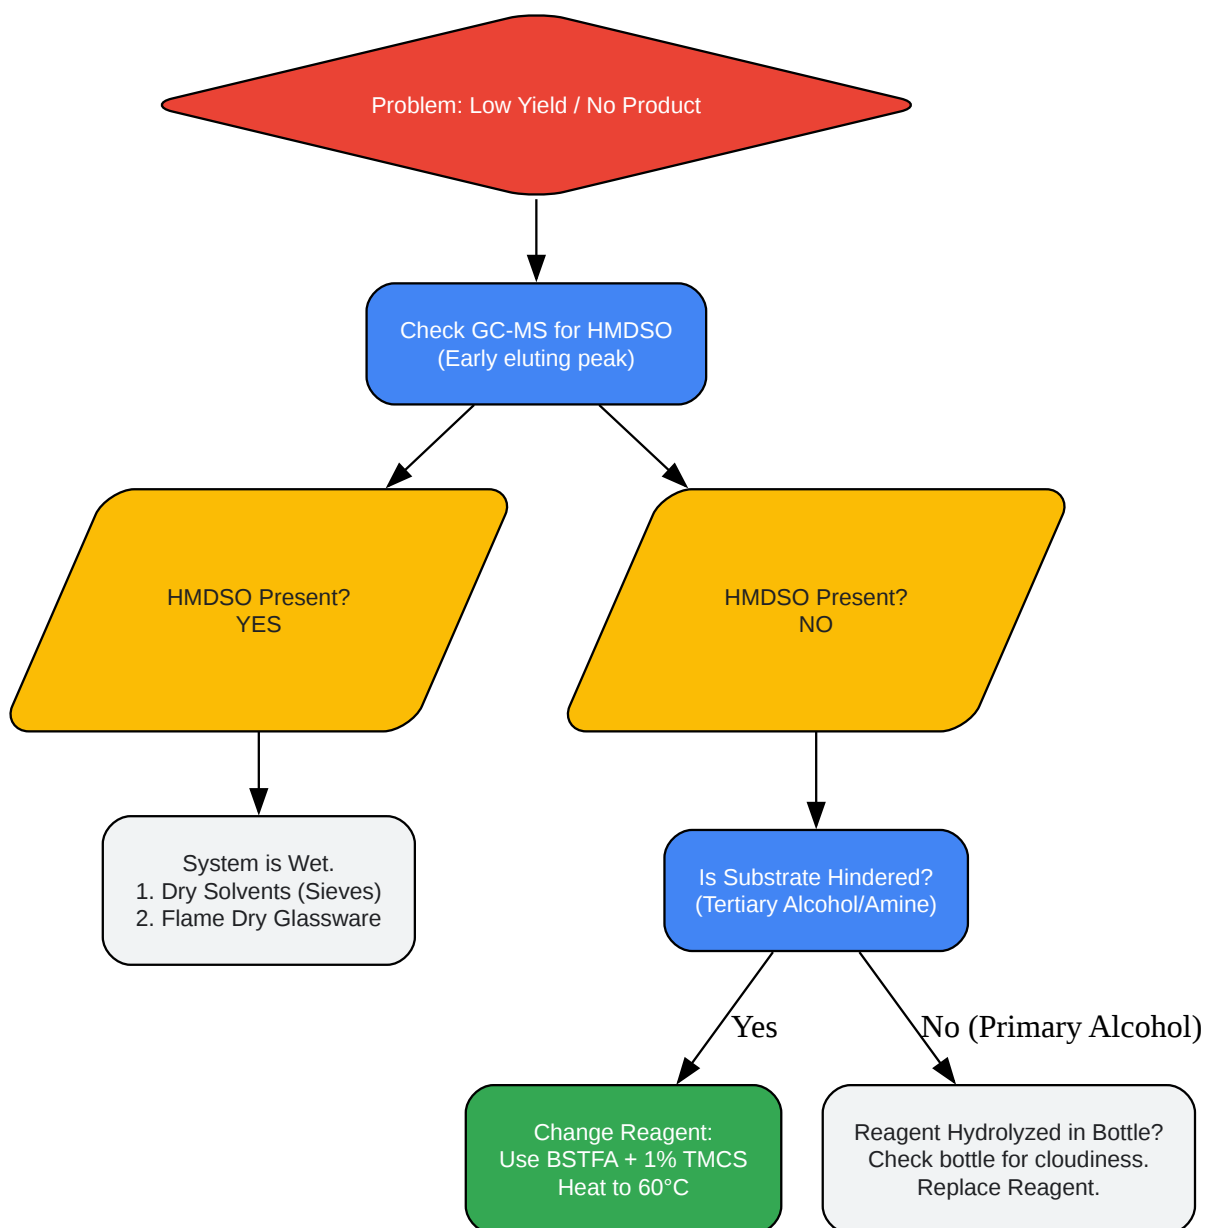 Problem: Low Yield / No Product
Check GC-MS for HMDSO
(Early eluting peak)
HMDSO Present?
YES
HMDSO Present?
NO
System is Wet.
1. Dry Solvents (Sieves)
2. Flame Dry Glassware
Is Substrate Hindered?
(Tertiary Alcohol/Amine)
Yes
No (Primary Alcohol)
Change Reagent:
Use BSTFA + 1% TMCS
Heat to 60°C
Reagent Hydrolyzed in Bottle?
Check bottle for cloudiness.
Replace Reagent.